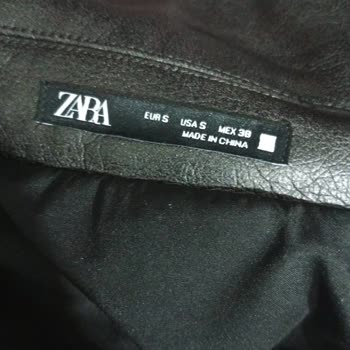 ZARA
EUR S USA S MEX 38
MADE IN CHINA